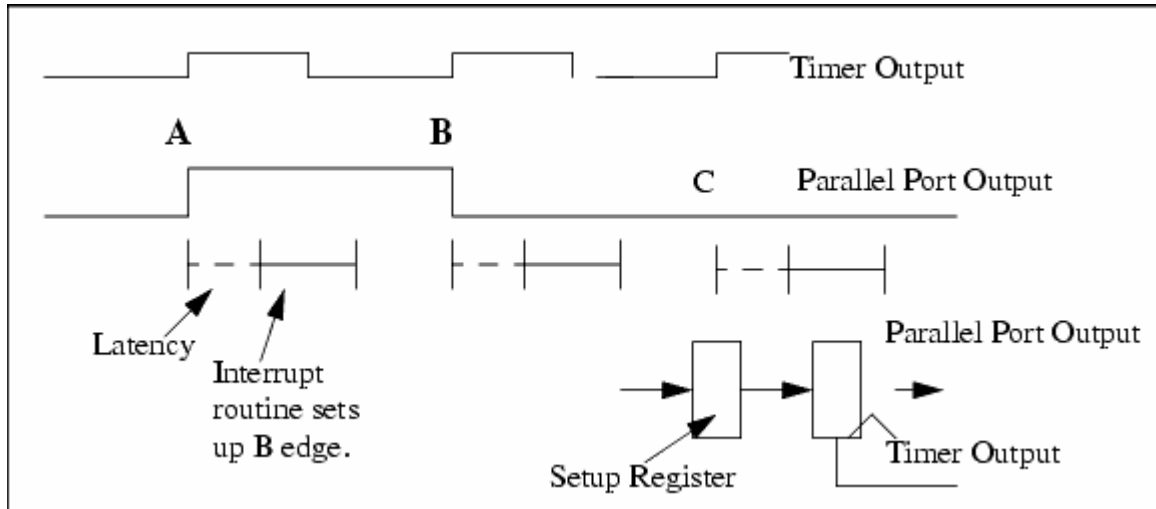 Timer Output
A
B
C
Parallel Port Output
Latency
Interrupt
routine sets
up B edge.
Parallel Port Output
Setup Register
Timer Output